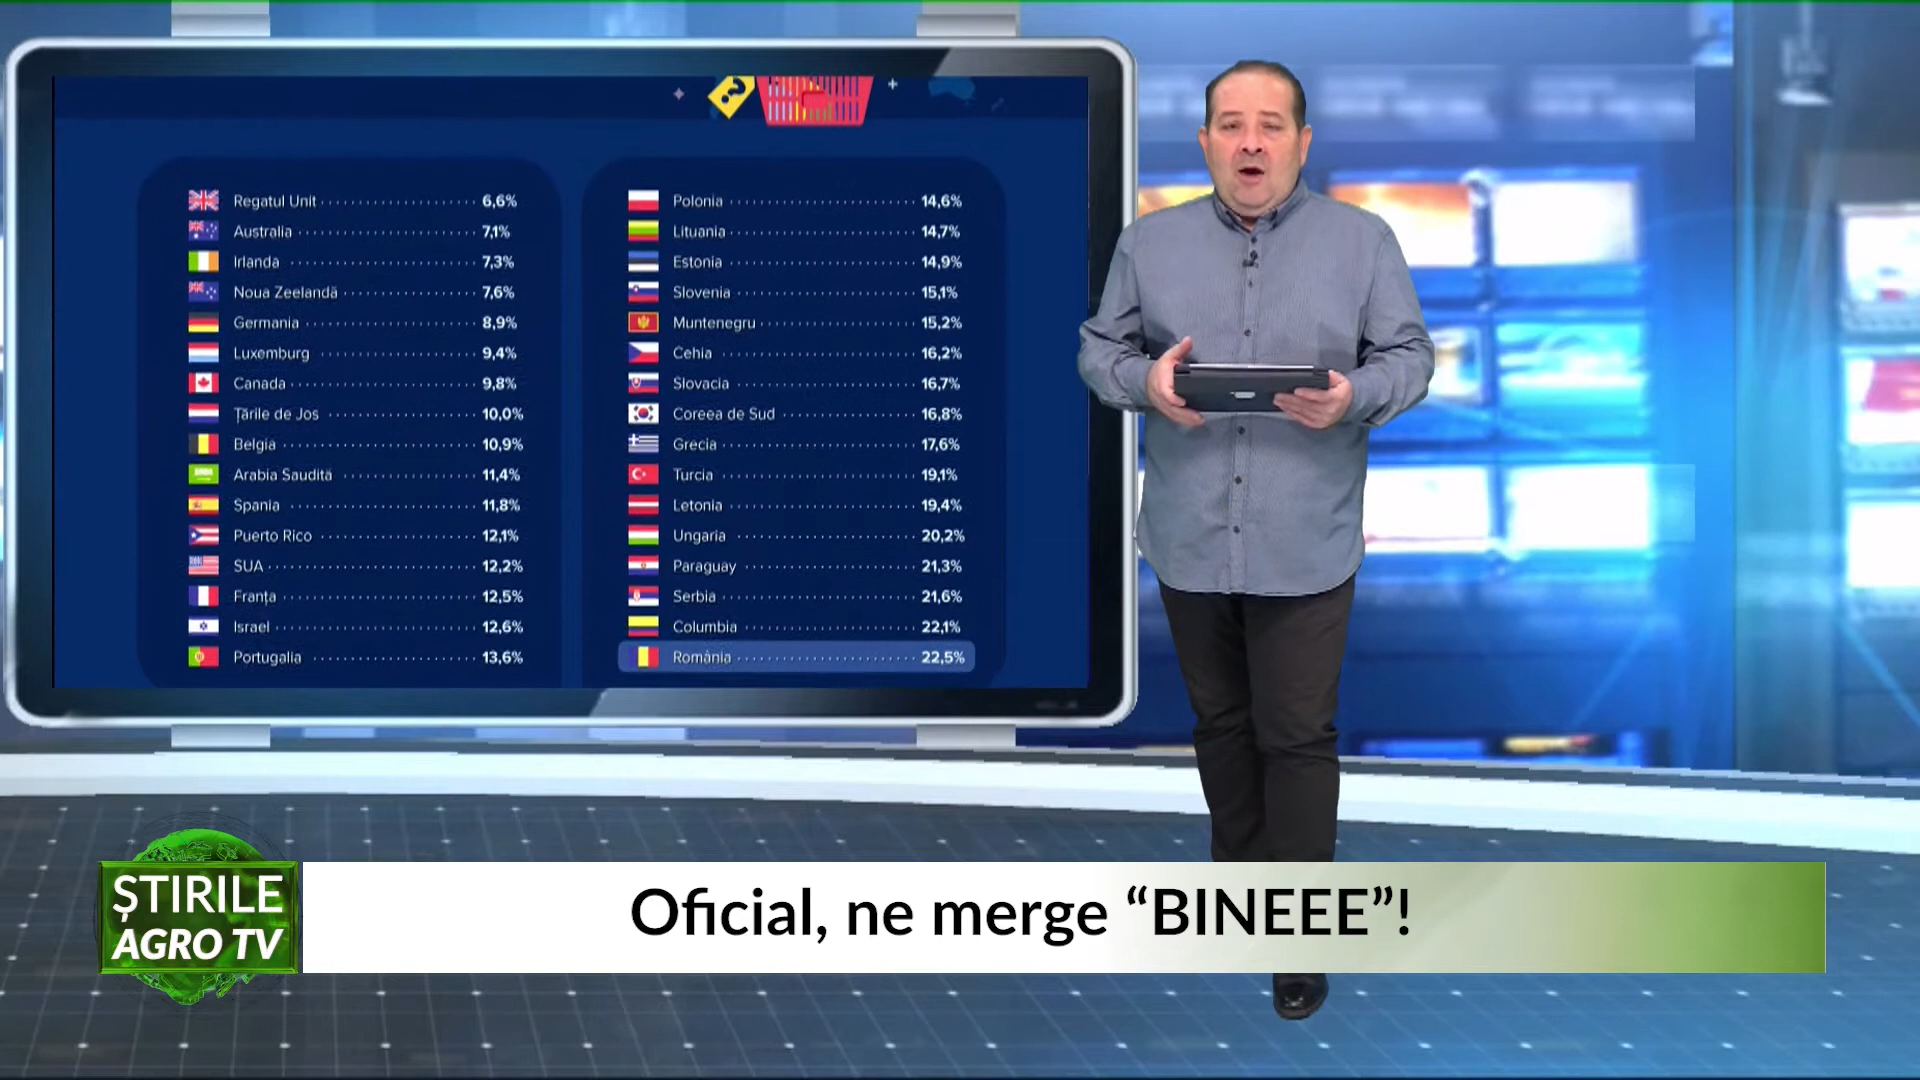 ?
Regatul Unit 6,6%
Australia 7,1%
Irlanda 7,3%
Noua Zeelandă 7,6%
Germania 8,9%
Luxemburg 9,4%
Canada 9,8%
Țările de Jos 10,0%
Belgia 10,9%
Arabia Saudită 11,4%
Spania 11,8%
Puerto Rico 12,1%
SUA 12,2%
Franța 12,5%
Israel 12,6%
Portugalia 13,6%
Polonia 14,6%
Lituania 14,7%
Estonia 14,9%
Slovenia 15,1%
Muntenegru 15,2%
Cehia 16,2%
Slovacia 16,7%
Coreea de Sud 16,8%
Grecia 17,6%
Turcia 19,1%
Letonia 19,4%
Ungaria 20,2%
Paraguay 21,3%
Serbia 21,6%
Columbia 22,1%
România 22,5%
ȘTIRILE
AGRO TV
Oficial, ne merge “BINEEE”!